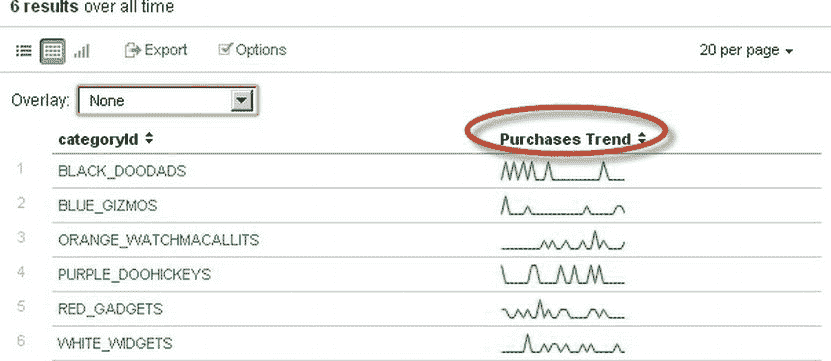 6 results over all time
Export Options 20 per page
Overlay: None
categoryId Purchases Trend
1 BLACK_DOODADS
2 BLUE_GIZMOS
3 ORANGE_WATCHMACALLITS
4 PURPLE_DOOHICKEYS
5 RED_GADGETS
6 WHITE_WIDGETS